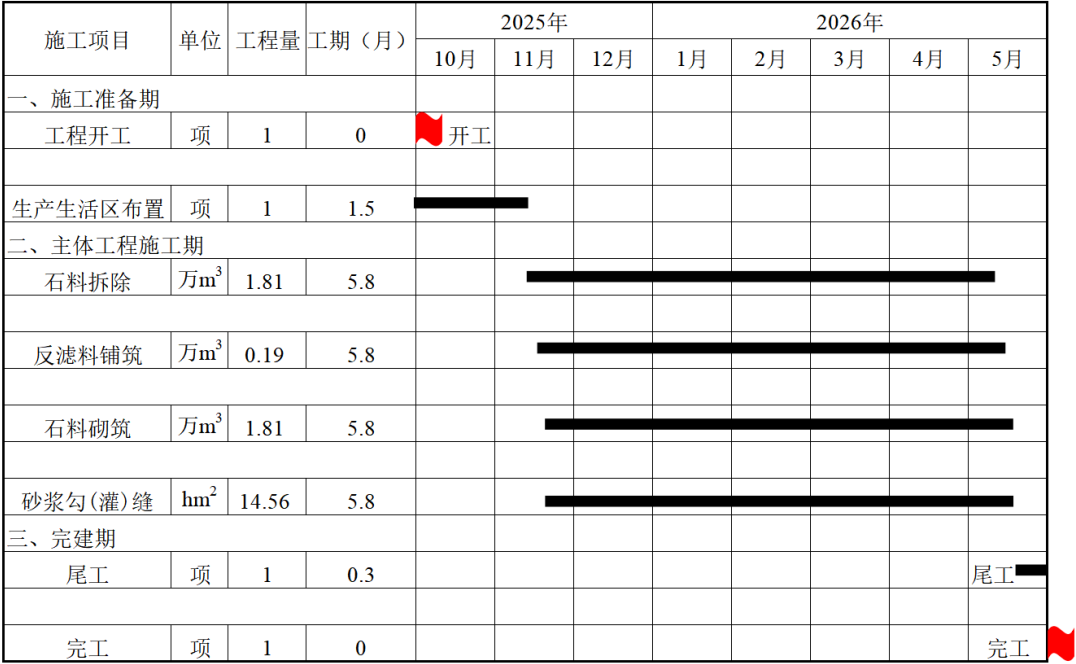 施工项目 单位 工程量 工期（月） 2025年 2026年
10月 11月 12月 1月 2月 3月 4月 5月
一、施工准备期
工程开工 项 1 0 开工
生产生活区布置 项 1 1.5
二、主体工程施工期
石料拆除 万m³ 1.81 5.8
反滤料铺筑 万m³ 0.19 5.8
石料砌筑 万m³ 1.81 5.8
砂浆勾(灌)缝 hm² 14.56 5.8
三、完建期
尾工 项 1 0.3 尾工
完工 项 1 0 完工